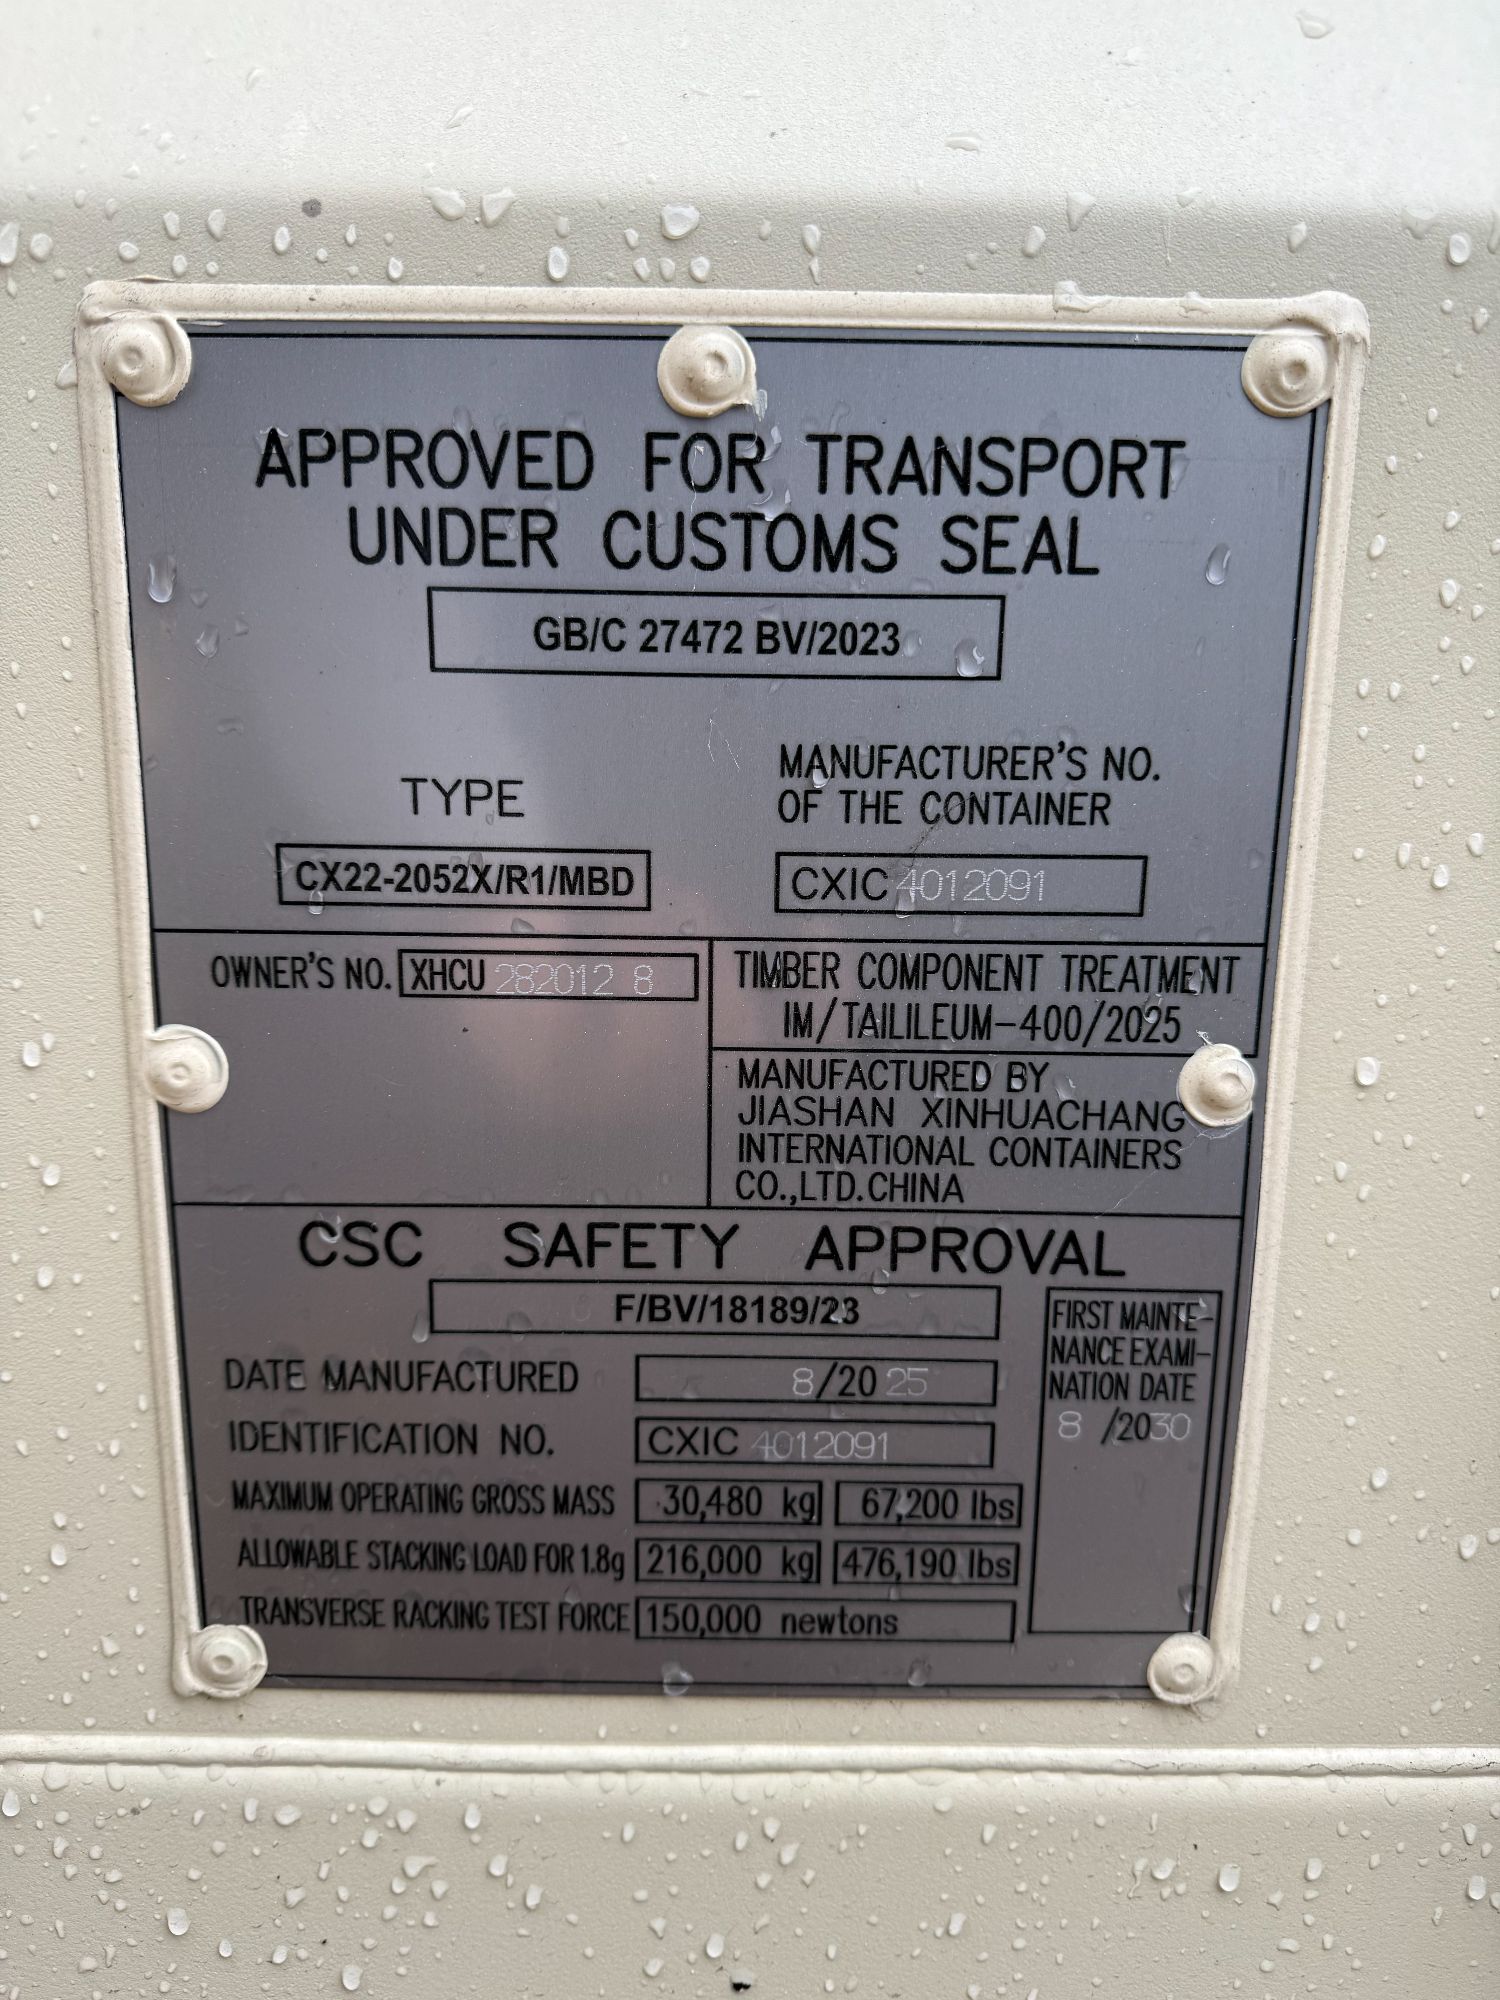 APPROVED FOR TRANSPORT
UNDER CUSTOMS SEAL
GB/C 27472 BV/2023
TYPE
CX22-2052X/R1/MBD
MANUFACTURER'S NO.
OF THE CONTAINER
CXIC 4012091
OWNER'S NO. XHCU 282012 8
TIMBER COMPONENT TREATMENT
IM/TAILILEUM-400/2025
MANUFACTURED BY
JIASHAN XINHUACHANG
INTERNATIONAL CONTAINERS
CO.,LTD.CHINA
CSC SAFETY APPROVAL
F/BV/18189/23
DATE MANUFACTURED 8/2025
IDENTIFICATION NO. CXIC 4012091
MAXIMUM OPERATING GROSS MASS 30,480 kg 67,200 lbs
ALLOWABLE STACKING LOAD FOR 1.8g 216,000 kg 476,190 lbs
TRANSVERSE RACKING TEST FORCE 150,000 newtons
FIRST MAINTE-
NANCE EXAMI-
NATION DATE
8 /2030